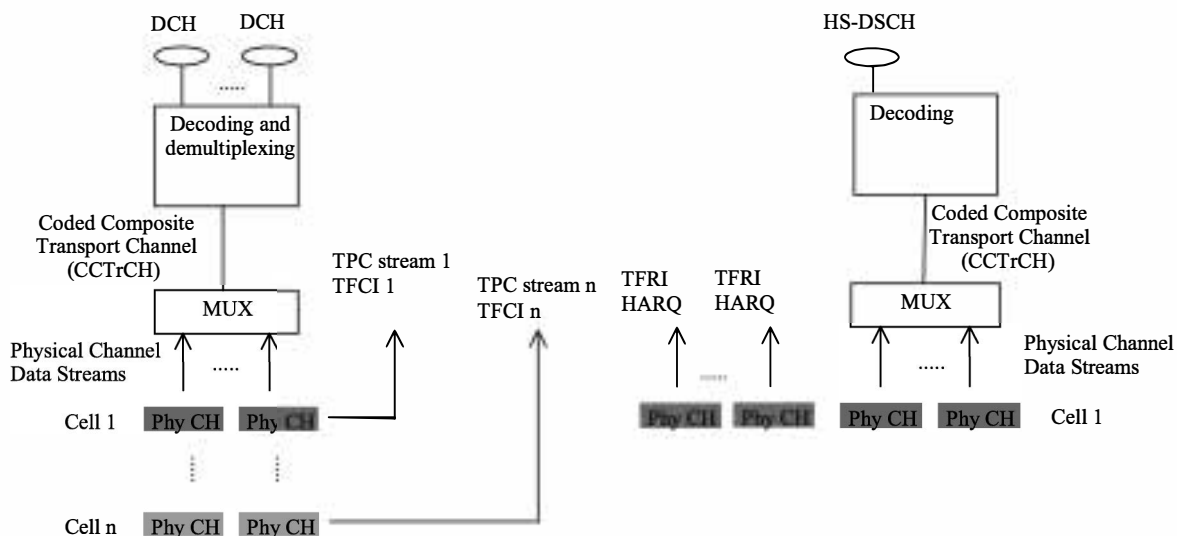 DCH DCH
.....
Decoding and
demultiplexing
Coded Composite
Transport Channel
(CCTrCH)
MUX
Physical Channel
Data Streams
.....
Cell 1 Phy CH Phy CH
Cell n Phy CH Phy CH
TPC stream 1
TFCI 1
TPC stream n
TFCI n
HS-DSCH
Decoding
Coded Composite
Transport Channel
(CCTrCH)
TFRI
HARQ
TFRI
HARQ
MUX
.....
.....
Physical Channel
Data Streams
Phy CH Phy CH Phy CH Phy CH Cell 1